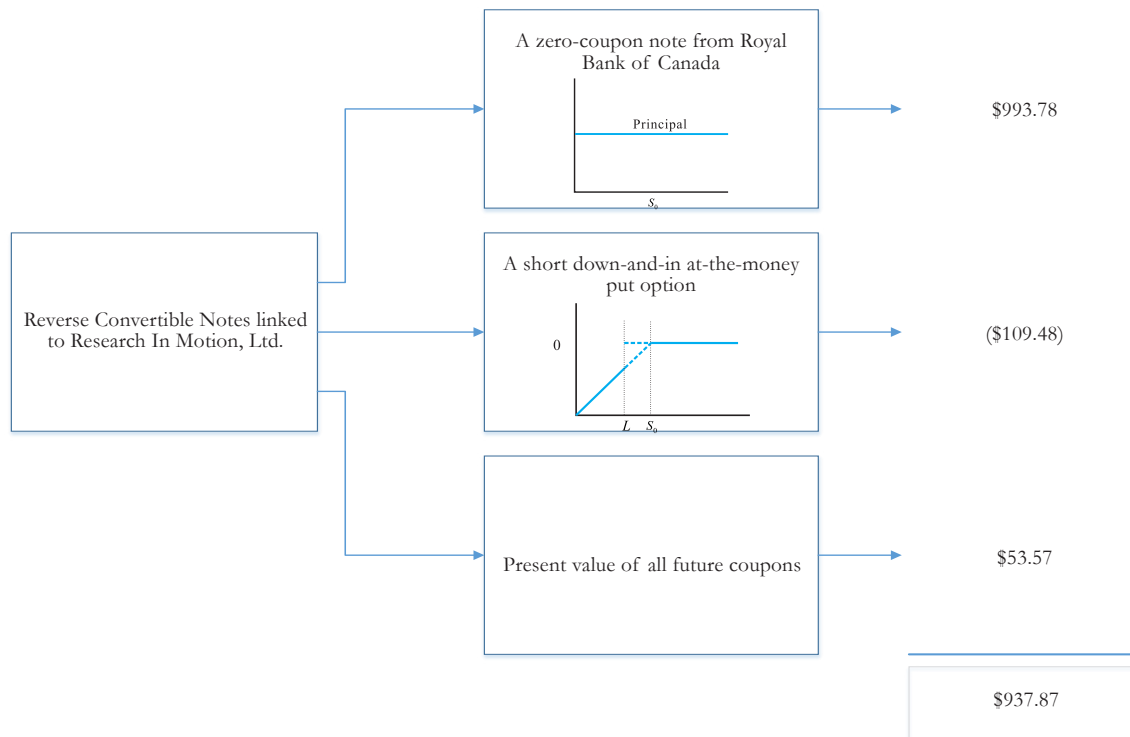 A zero-coupon note from Royal
Bank of Canada
Principal
S₀
$993.78
Reverse Convertible Notes linked
to Research In Motion, Ltd.
A short down-and-in at-the-money
put option
0
L S₀
($109.48)
Present value of all future coupons
$53.57
$937.87